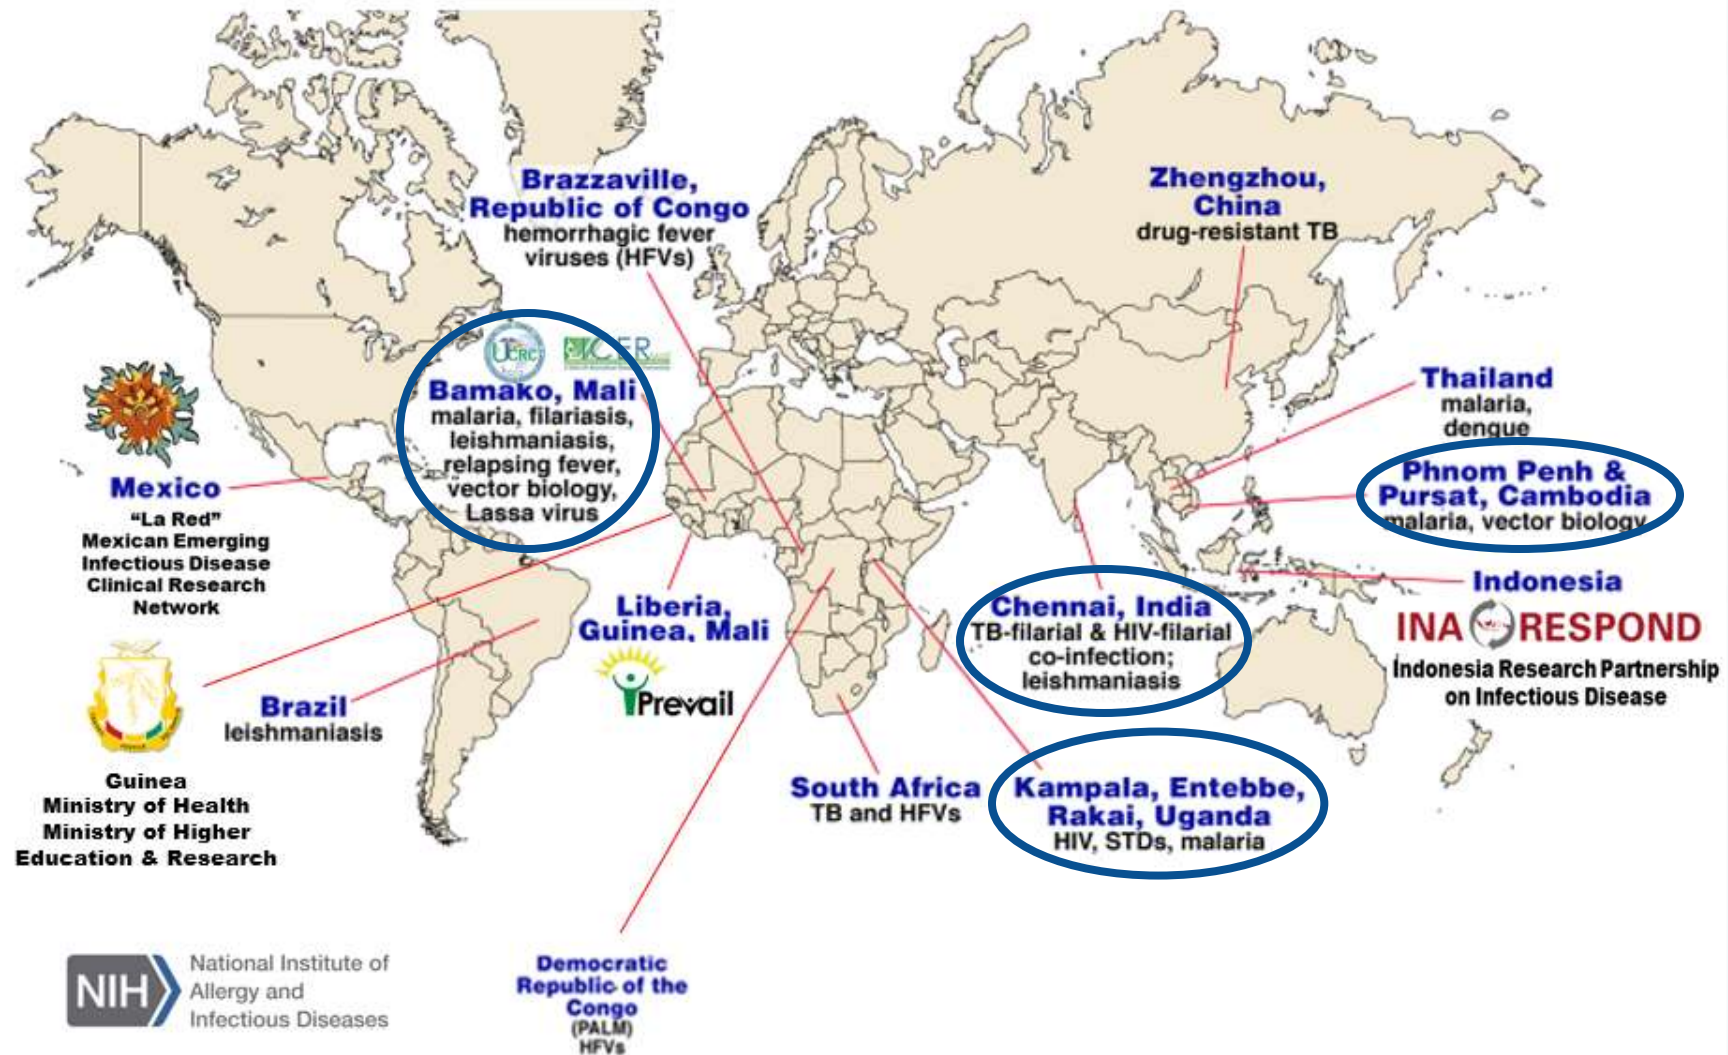 Brazzaville,
Republic of Congo
hemorrhagic fever
viruses (HFVs)
Zhengzhou,
China
drug-resistant TB
UCRC
ICER
Bamako, Mali
malaria, filariasis,
leishmaniasis,
relapsing fever,
vector biology,
Lassa virus
Thailand
malaria,
dengue
Phnom Penh &
Pursat, Cambodia
malaria, vector biology
Mexico
“La Red”
Mexican Emerging
Infectious Disease
Clinical Research
Network
Liberia,
Guinea, Mali
Prevail
Chennai, India
TB-filarial & HIV-filarial
co-infection;
leishmaniasis
Indonesia
INA RESPOND
Indonesia Research Partnership
on Infectious Disease
Brazil
leishmaniasis
Guinea
Ministry of Health
Ministry of Higher
Education & Research
South Africa
TB and HFVs
Kampala, Entebbe,
Rakai, Uganda
HIV, STDs, malaria
NIH
National Institute of
Allergy and
Infectious Diseases
Democratic
Republic of the
Congo
(PALM)
HFVs